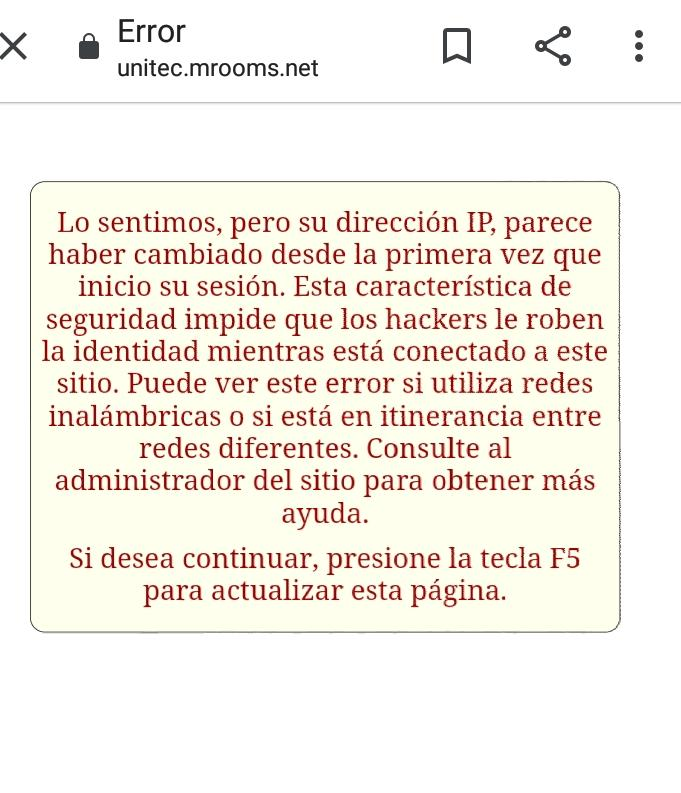 Error
unitec.mrooms.net
Lo sentimos, pero su dirección IP, parece
haber cambiado desde la primera vez que
inicio su sesión. Esta característica de
seguridad impide que los hackers le roben
la identidad mientras está conectado a este
sitio. Puede ver este error si utiliza redes
inalámbricas o si está en itinerancia entre
redes diferentes. Consulte al
administrador del sitio para obtener más
ayuda.
Si desea continuar, presione la tecla F5
para actualizar esta página.